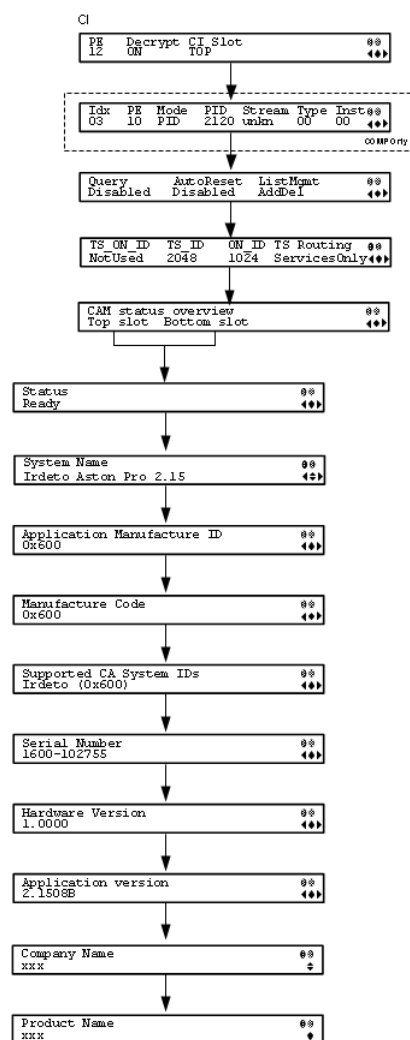 CI
PE Decrypt CI Slot
12 ON TOP
Idx PE Mode PID Stream Type Inst
03 10 PID 2120 unkn 00 00
COMP Only
Query AutoReset ListMgmt
Disabled Disabled AddDel
TS_ON_ID TS_ID ON_ID TS Routing
NotUsed 2048 1024 ServicesOnly
CAM status overview
Top slot Bottom slot
Status
Ready
System Name
Irdeto Aston Pro 2.15
Application Manufacture ID
0x600
Manufacture Code
0x600
Supported CA System IDs
Irdeto (0x600)
Serial Number
1600-102755
Hardware Version
1.0000
Application version
2.1508B
Company Name
xxx
Product Name
xxx